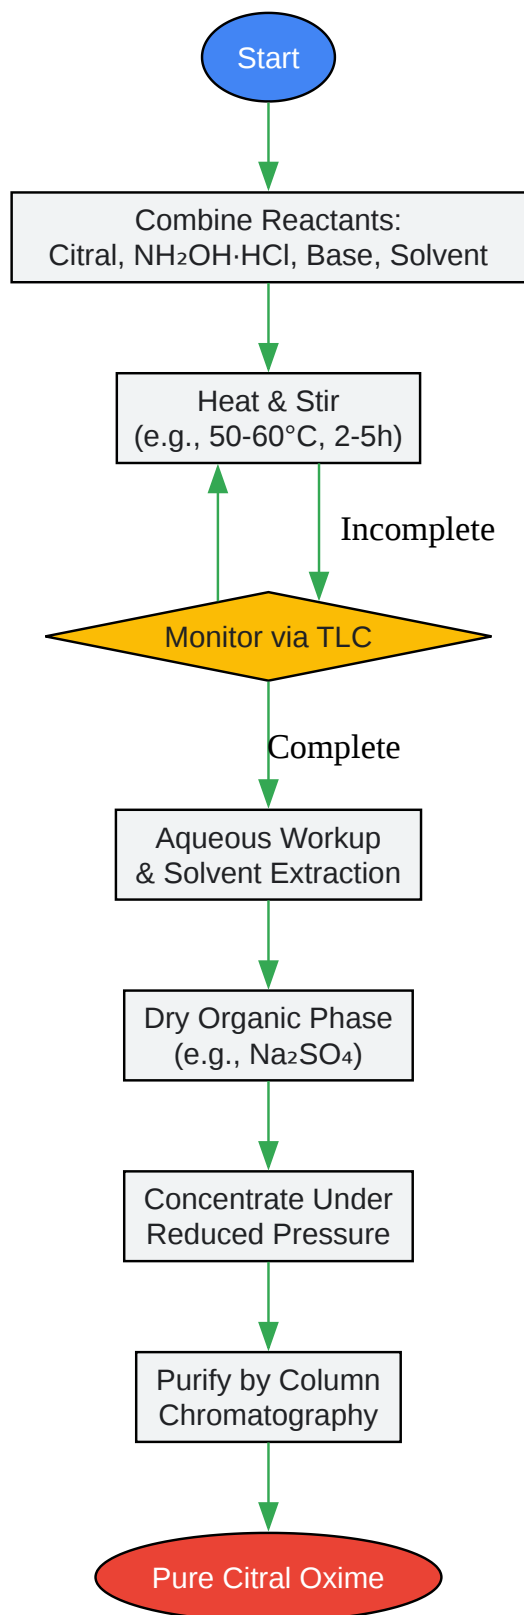 Start
Combine Reactants:
Citral, NH₂OH·HCl, Base, Solvent
Heat & Stir
(e.g., 50-60°C, 2-5h)
Incomplete
Monitor via TLC
Complete
Aqueous Workup
& Solvent Extraction
Dry Organic Phase
(e.g., Na₂SO₄)
Concentrate Under
Reduced Pressure
Purify by Column
Chromatography
Pure Citral Oxime